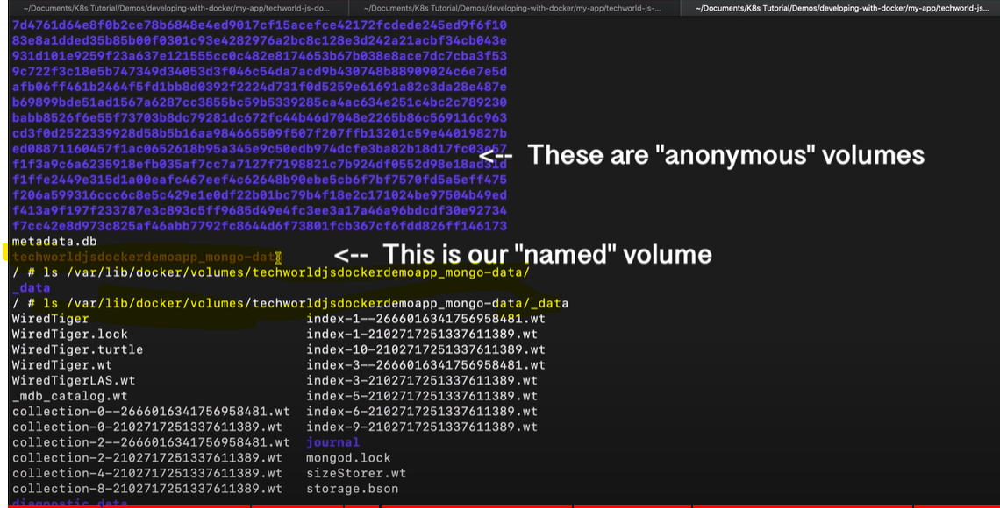 ~/Documents/K8s Tutorial/Demos/developing-with-docker/my-app/techworld-js-do... ~/Documents/K8s Tutorial/Demos/developing-with-docker/my-app/techworld-js-... ~/Documents/K8s Tutorial/Demos/developing-with-docker/my-app/techworld-js...
7d4761d64e8f0b2ce78b6848e4ed9017cf15acefce42172fcdede245ed9f6f10
83e8a1dded35b85b00f0301c93e4282976a2bc8c128e3d242a21acbf34cb043e
931d101e9259f23a637e121555cc0c482e8174653b67b038e8ace7dc7cba3f53
9c722f3c18e5b747349d34053d3f046c54da7acd9b430748b88909024c6e7e5d
afb06ff461b2464f5fd1bb8d0392f2224d731f0d5259e61691a82c3da28e487e
b69899bde51ad1567a6287cc3855bc59b5339285ca4ac634e251c4bc2c789230
babb8526f6e55f73703b8dc79281dc672fc44b46d7048e2265b86c569116c963
cd3f0d2522339928d58b5b16aa984665509f507f207ffb13201c59e44019827b
<-- These are "anonymous" volumes
f1ffe2449e315d1a00eafc467eef4c62648b90ebe5cb6f7bf7570fd5a5eff475
f206a599316ccc6c8e5c429e1e0df22b01bc79b4f18e2c171024be97504b49ed
f413a9f197f233787e3c893c5ff9685d49e4fc3ee3a17a46a96bdcdf30e92734
f7cc42e8d973c825af46abb7792fc8644d6f73801fcb367cf6fdd826ff146173
metadata.db
techworldjsdockerdemoapp_mongo-data <-- This is our "named" volume
/ # ls /var/lib/docker/volumes/techworldjsdockerdemoapp_mongo-data/
_data
/ # ls /var/lib/docker/volumes/techworldjsdockerdemoapp_mongo-data/_data
WiredTiger index-1--2666016341756958481.wt
WiredTiger.lock index-1-2102717251337611389.wt
WiredTiger.turtle index-10-2102717251337611389.wt
WiredTiger.wt index-3--2666016341756958481.wt
WiredTigerLAS.wt index-3-2102717251337611389.wt
_mdb_catalog.wt index-5-2102717251337611389.wt
collection-0--2666016341756958481.wt index-6-2102717251337611389.wt
collection-0-2102717251337611389.wt index-9-2102717251337611389.wt
collection-2--2666016341756958481.wt journal
collection-2-2102717251337611389.wt mongod.lock
collection-4-2102717251337611389.wt sizeStorer.wt
collection-8-2102717251337611389.wt storage.bson
diagnostic.data